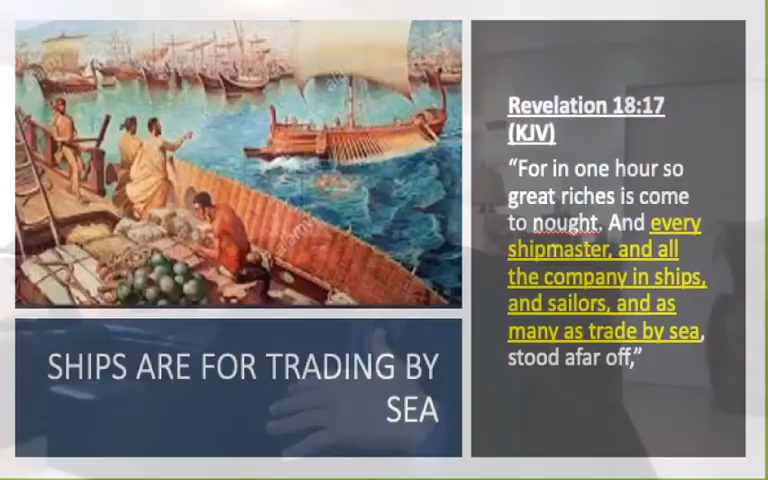 SHIPS ARE FOR TRADING BY
SEA
Revelation 18:17
(KJV)
“For in one hour so
great riches is come
to nought. And every
shipmaster, and all
the company in ships,
and sailors, and as
many as trade by sea,
stood afar off,”